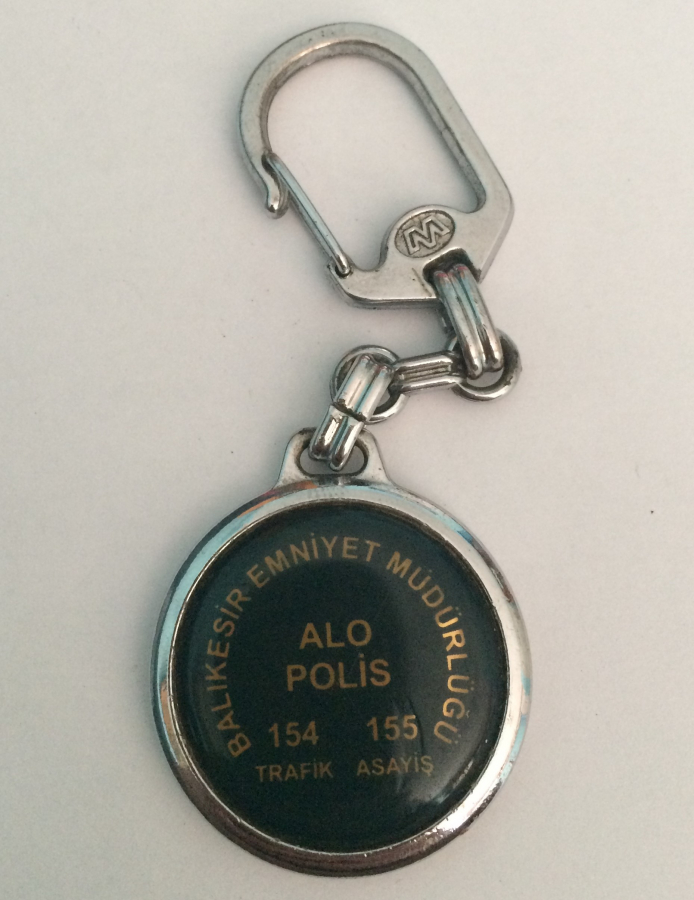 BALIKESİR EMNİYET MÜDÜRLÜĞÜ
ALO
POLİS
154 155
TRAFİK ASAYİŞ